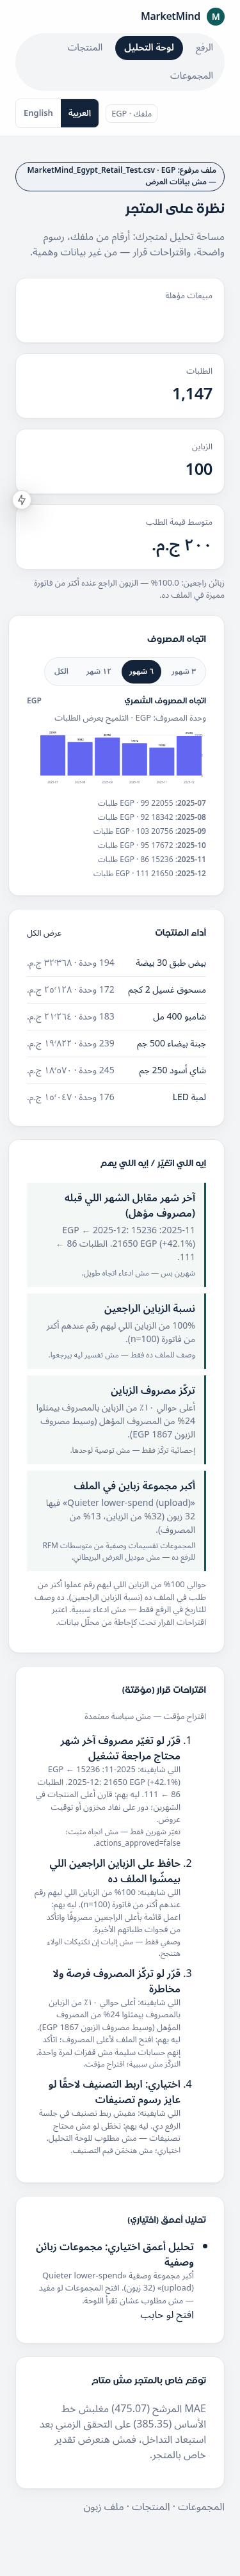 M MarketMind
الرفع
لوحة التحليل
المنتجات
المجموعات
ملفك · EGP
العربية
English
ملف مرفوع: MarketMind_Egypt_Retail_Test.csv · EGP
— مش بيانات العرض
نظرة على المتجر
مساحة تحليل لمتجرك: أرقام من ملفك، رسوم
واضحة، واقتراحات قرار — من غير بيانات وهمية.
مبيعات مؤهلة
الطلبات
1,147
الزباين
100
متوسط قيمة الطلب
٢٠٠ ج.م.
زبائن راجعين: 100.0% — الزبون الراجع عنده أكثر من فاتورة
مميزة في الملف ده.
اتجاه المصروف
٣ شهور
٦ شهور
١٢ شهر
الكل
اتجاه المصروف الشهري
EGP
وحدة المصروف: EGP · التلميح يعرض الطلبات
2025-07: 22055 EGP · 99 طلبات
2025-08: 18342 EGP · 92 طلبات
2025-09: 20756 EGP · 103 طلبات
2025-10: 17672 EGP · 95 طلبات
2025-11: 15236 EGP · 86 طلبات
2025-12: 21650 EGP · 111 طلبات
أداء المنتجات
عرض الكل
بيض طبق 30 بيضة
194 وحدة · ٣٢٬٣٦٨ ج.م.
مسحوق غسيل 2 كجم
172 وحدة · ٢٥٬١٢٨ ج.م.
شامبو 400 مل
183 وحدة · ٢١٬٢٦٤ ج.م.
جبنة بيضاء 500 جم
239 وحدة · ١٩٬٨٢٢ ج.م.
شاي أسود 250 جم
245 وحدة · ١٨٬٥٧٠ ج.م.
لمبة LED
176 وحدة · ١٥٬٠٤٧ ج.م.
إيه اللي اتغيّر / إيه اللي يهم
آخر شهر مقابل الشهر اللي قبله
(مصروف مؤهل)
2025-11: 15236 EGP ← 2025-12:
21650 EGP (+42.1%). الطلبات 86 ←
111.
شهرين بس — مش ادعاء اتجاه طويل.
نسبة الزباين الراجعين
100% من الزباين اللي ليهم رقم عندهم أكتر
من فاتورة (n=100).
وصف للملف ده فقط — مش تفسير ليه بيرجعوا.
تركّز مصروف الزباين
أعلى حوالي ١٠٪ من الزباين بالمصروف بيمثلوا
24% من المصروف المؤهل (وسيط مصروف
الزبون 1867 EGP).
إحصائية تركّز فقط — مش توصية لوحدها.
أكبر مجموعة زباين في الملف
«Quieter lower-spend (upload)» فيها
32 زبون (32% من الزباين، 13% من
المصروف).
المجموعات تقسيمات وصفية من متوسطات RFM
للرفع ده — مش موديل العرض البريطاني.
حوالي 100% من الزباين اللي ليهم رقم عملوا أكتر من
طلب في الملف ده (نسبة الزباين الراجعين). ده وصف
للتاريخ في الرفع فقط — مش ادعاء سببية. اعتبر
اقتراحات القرار تحت كإحاطة من محلّل بيانات.
اقتراحات قرار (مؤقتة)
اقتراح مؤقت — مش سياسة معتمدة
1. قرّر لو تغيّر مصروف آخر شهر
محتاج مراجعة تشغيل
اللي شايفينه: 2025-11: 15236 EGP ←
2025-12: 21650 EGP (+42.1%). الطلبات
86 ← 111. ليه يهم: قارن أعلى المنتجات في
الشهرين؛ دور على نفاد مخزون أو توقيت
عروض.
تغيّر شهرين فقط — مش اتجاه مثبت؛
actions_approved=false.
2. حافظ على الزباين الراجعين اللي
بيمشّوا الملف ده
اللي شايفينه: 100% من الزباين اللي ليهم رقم
عندهم أكتر من فاتورة (n=100). ليه يهم:
اعمل قائمة بأعلى الراجعين مصروفًا واتأكد
من فجوات طلباتهم الأخيرة.
وصفي فقط — مش إثبات إن تكتيكات الولاء
هتنجح.
3. قرّر لو تركّز المصروف فرصة ولا
مخاطرة
اللي شايفينه: أعلى حوالي ١٠٪ من الزباين
بالمصروف بيمثلوا 24% من المصروف
المؤهل (وسيط مصروف الزبون 1867 EGP).
ليه يهم: افتح الملف لأعلى المصروف؛ اتأكد
إنهم حسابات سليمة مش قفزات لمرة واحدة.
التركّز مش سببية؛ اقتراح مؤقت.
4. اختياري: اربط التصنيف لاحقًا لو
عايز رسوم تصنيفات
اللي شايفينه: مفيش ربط تصنيف في جلسة
الرفع دي. ليه يهم: تخطّى لو مش محتاج
تصنيفات — مش مطلوب للوحة التحليل.
اختياري؛ مش هنخمّن قيم التصنيف.
تحليل أعمق (اختياري)
تحليل أعمق اختياري: مجموعات زبائن
وصفية
أكبر مجموعة وصفية «Quieter lower-spend
(upload)» (32 زبون). افتح المجموعات لو مفيد
— مش مطلوب عشان تقرأ اللوحة.
افتح لو حابب
توقع خاص بالمتجر مش متاح
MAE المرشح (475.07) مغلبش خط
الأساس (385.35) على التحقق الزمني بعد
استبعاد التداخل، فمش هنعرض تقدير
خاص بالمتجر.
المجموعات · المنتجات · ملف زبون